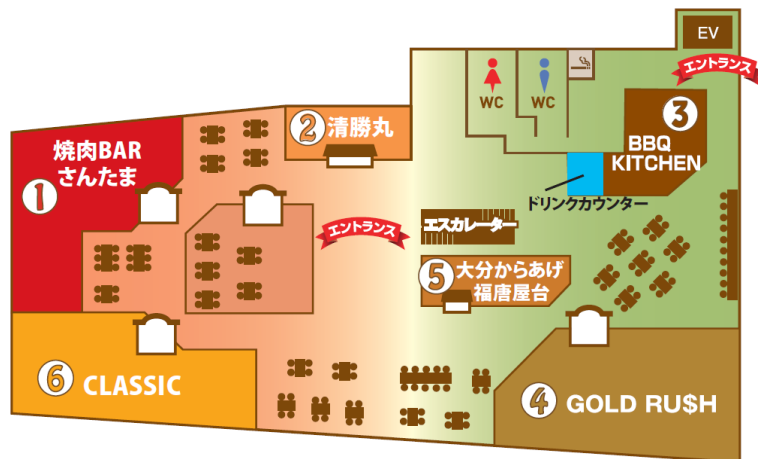 EV
エントランス
WC
WC
3
BBQ
KITCHEN
2 清勝丸
焼肉BAR
さんたま
1
ドリンクカウンター
エントランス
エスカレーター
5 大分からあげ
福唐屋台
6 CLASSIC
4 GOLD RU$H